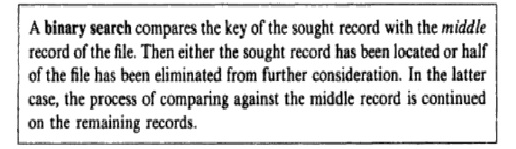 A binary search compares the key of the sought record with the middle
record of the file. Then either the sought record has been located or half
of the file has been eliminated from further consideration. In the latter
case, the process of comparing against the middle record is continued
on the remaining records.